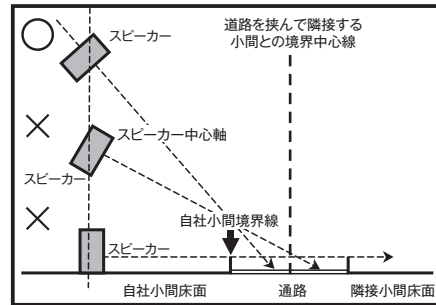 スピーカー
道路を挟んで隣接する
小間との境界中心線
スピーカー中心軸
スピーカー
自社小間境界線
スピーカー
自社小間床面
通路
隣接小間床面